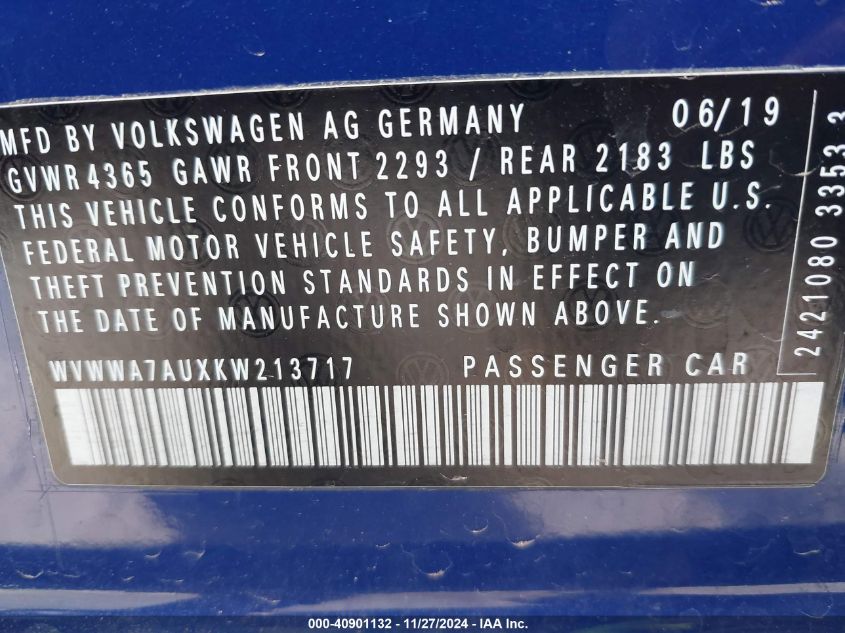 MFD BY VOLKSWAGEN AG GERMANY 06/19
GVWR 4365 GAWR FRONT 2293 / REAR 2183 LBS
THIS VEHICLE CONFORMS TO ALL APPLICABLE U.S.
FEDERAL MOTOR VEHICLE SAFETY, BUMPER AND
THEFT PREVENTION STANDARDS IN EFFECT ON
THE DATE OF MANUFACTURE SHOWN ABOVE.
WVWWA7AUXKW213717 PASSENGER CAR
2421080 3353 3
000-40901132 - 11/27/2024 - IAA Inc.